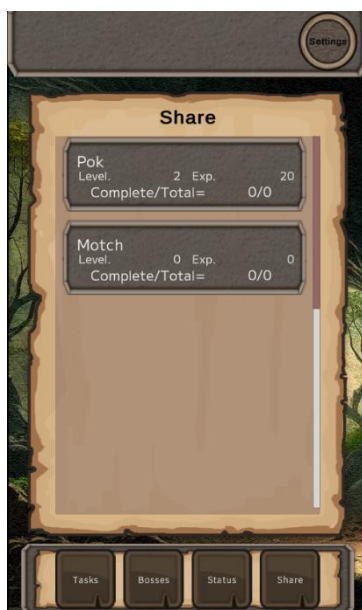 Settings
Share
Pok
Level. 2 Exp. 20
Complete/Total= 0/0
Motch
Level. 0 Exp. 0
Complete/Total= 0/0
Tasks Bosses Status Share